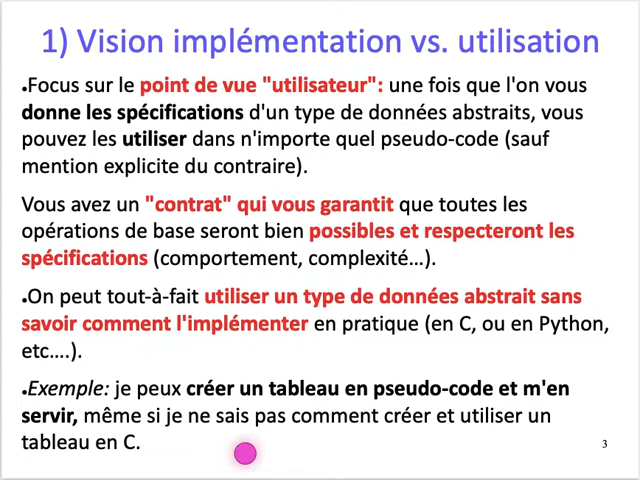 1) Vision implémentation vs. utilisation
•Focus sur le point de vue "utilisateur": une fois que l'on vous
donne les spécifications d'un type de données abstraits, vous
pouvez les utiliser dans n'importe quel pseudo-code (sauf
mention explicite du contraire).
Vous avez un "contrat" qui vous garantit que toutes les
opérations de base seront bien possibles et respecteront les
spécifications (comportement, complexité...).
•On peut tout-à-fait utiliser un type de données abstrait sans
savoir comment l'implémenter en pratique (en C, ou en Python,
etc....).
•Exemple: je peux créer un tableau en pseudo-code et m'en
servir, même si je ne sais pas comment créer et utiliser un
tableau en C.
3